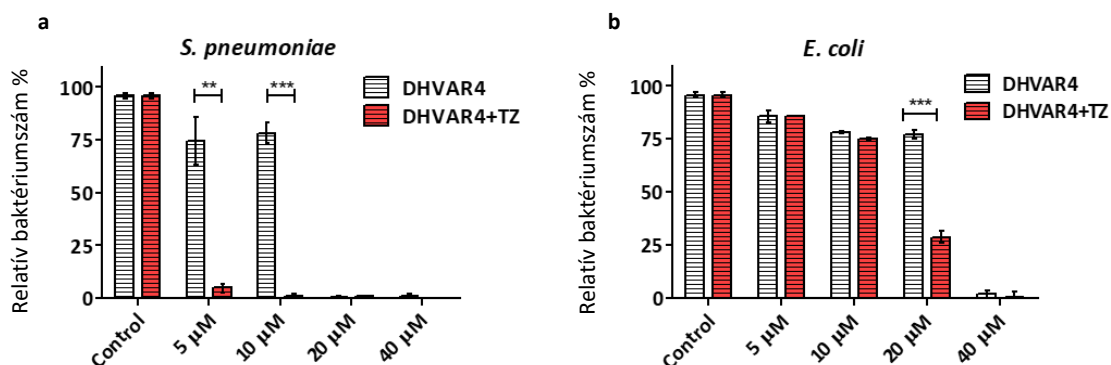 a
S. pneumoniae
Relatív baktériumszám %
100
75
50
25
0
**
***
DHVAR4
DHVAR4+TZ
Control
5 µM
10 µM
20 µM
40 µM
b
E. coli
Relatív baktériumszám %
100
75
50
25
0
***
DHVAR4
DHVAR4+TZ
Control
5 µM
10 µM
20 µM
40 µM